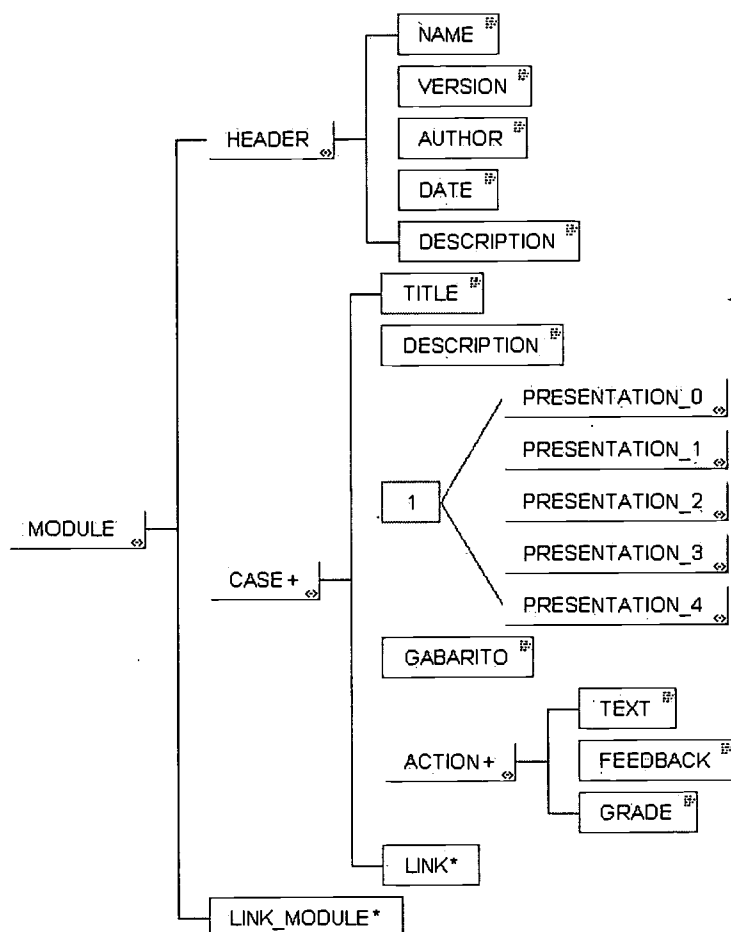 NAME
VERSION
HEADER
AUTHOR
DATE
DESCRIPTION
TITLE
DESCRIPTION
PRESENTATION_0
PRESENTATION_1
1
PRESENTATION_2
MODULE
PRESENTATION_3
CASE+
PRESENTATION_4
GABARITO
TEXT
ACTION+
FEEDBACK
GRADE
LINK*
LINK_MODULE*